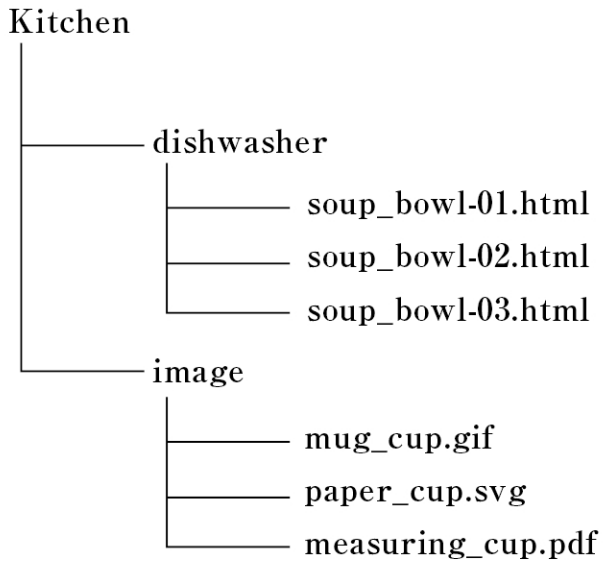 Kitchen
dishwasher
soup_bowl-01.html
soup_bowl-02.html
soup_bowl-03.html
image
mug_cup.gif
paper_cup.svg
measuring_cup.pdf